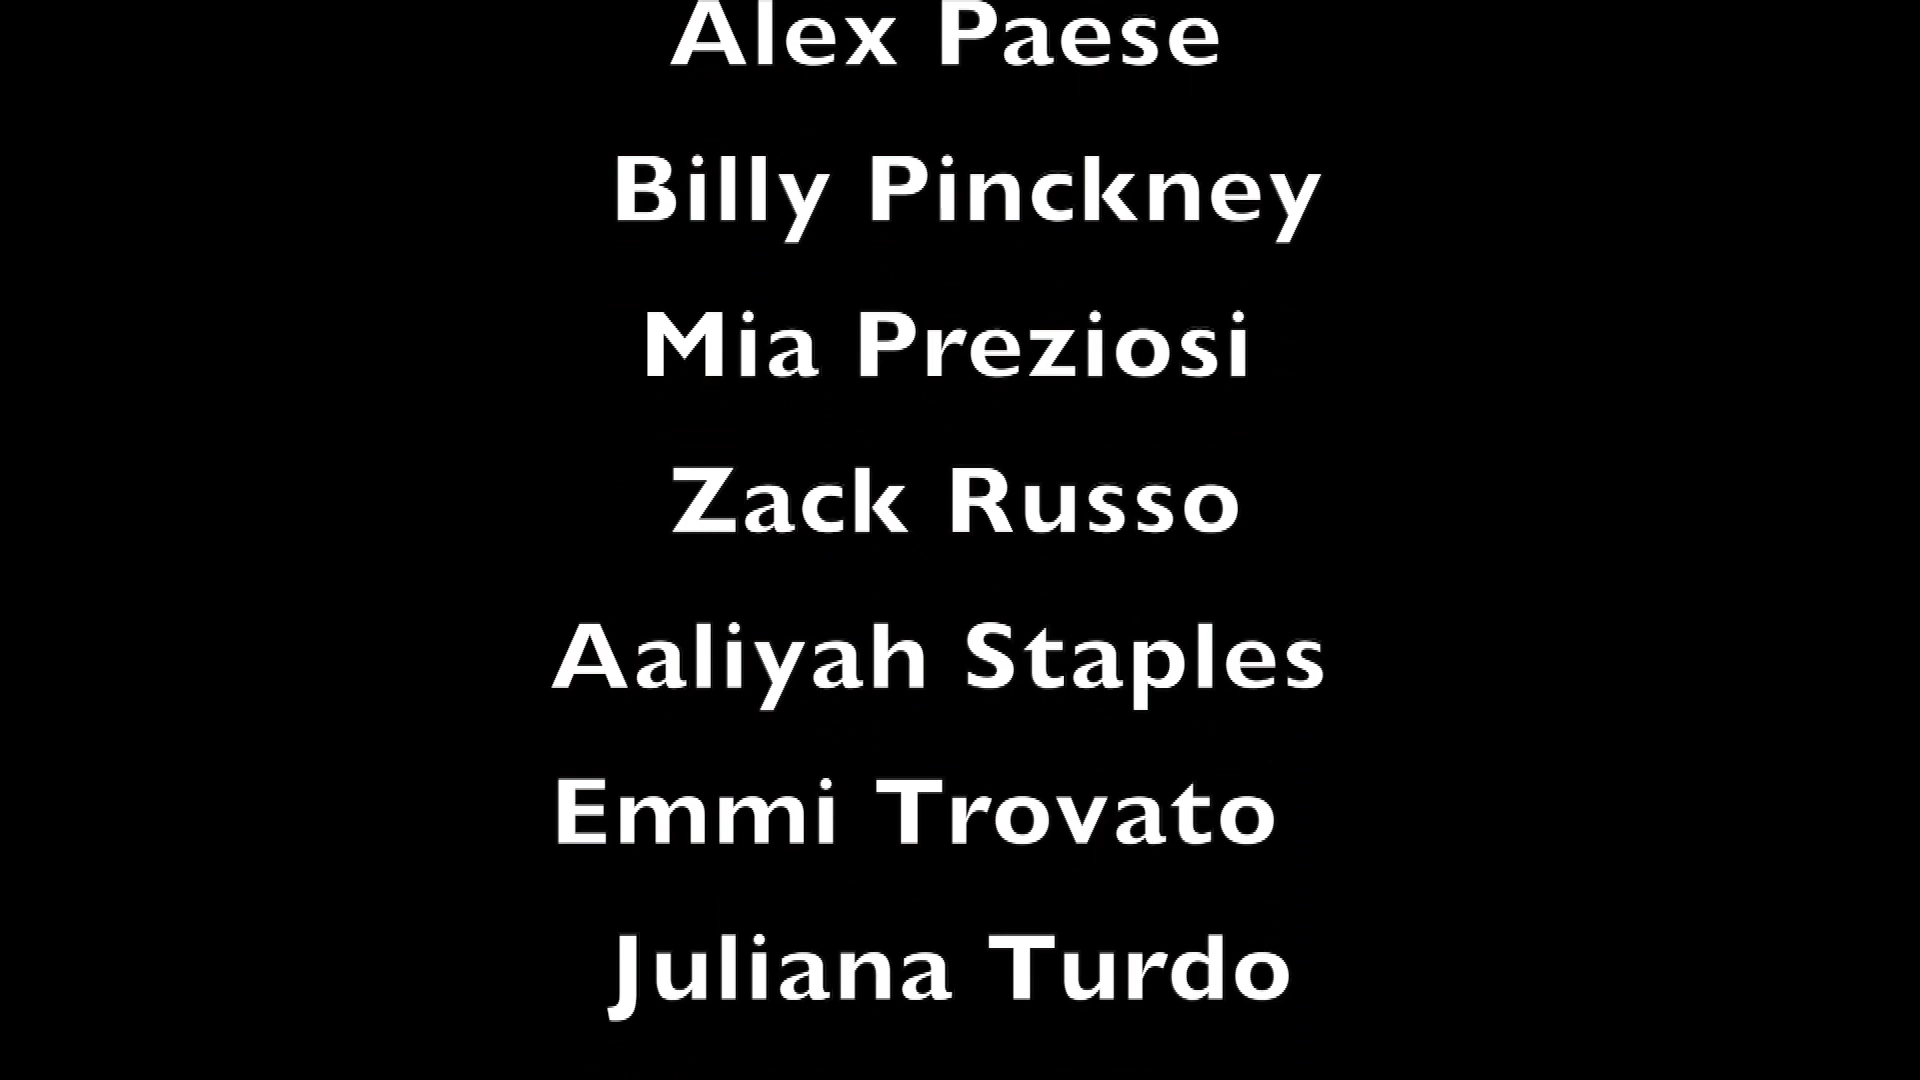 Alex Paese
Billy Pinckney
Mia Preziosi
Zack Russo
Aaliyah Staples
Emmi Trovato
Juliana Turdo